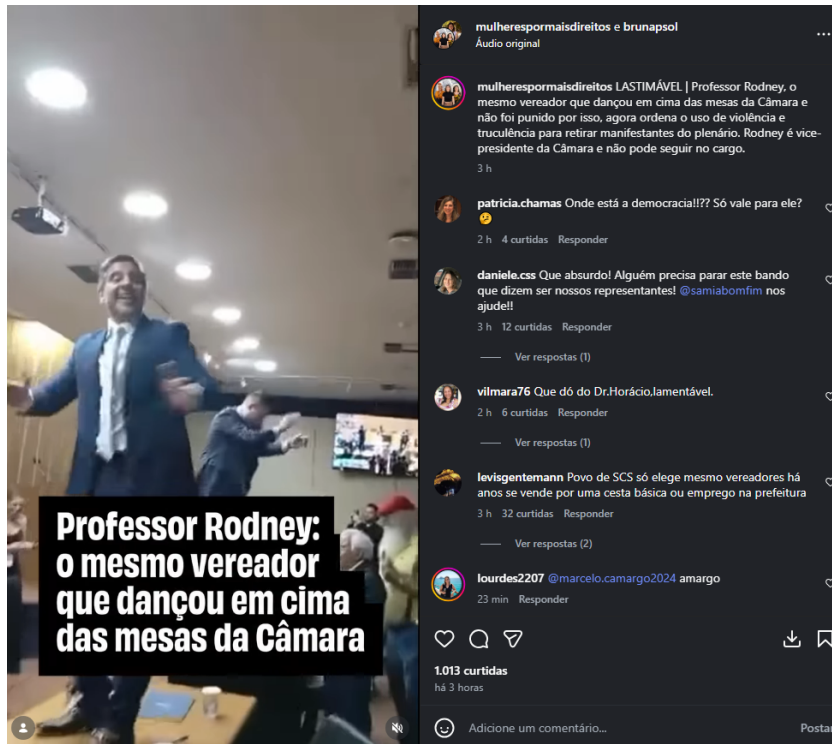 mulherespormaisdireitos e brunapsol
Áudio original
mulherespormaisdireitos LASTIMÁVEL | Professor Rodney, o
mesmo vereador que dançou em cima das mesas da Câmara e
não foi punido por isso, agora ordena o uso de violência e
truculência para retirar manifestantes do plenário. Rodney é vice-
presidente da Câmara e não pode seguir no cargo.
3 h
patricia.chamas Onde está a democracia!!?? Só vale para ele?
🫤
2 h 4 curtidas Responder
daniele.css Que absurdo! Alguém precisa parar este bando
que dizem ser nossos representantes! @samiabomfim nos
ajude!!
3 h 12 curtidas Responder
Ver respostas (1)
vilmara76 Que dó do Dr.Horácio,lamentável.
2 h 6 curtidas Responder
Ver respostas (1)
levisgentemann Povo de SCS só elege mesmo vereadores há
anos se vende por uma cesta básica ou emprego na prefeitura
3 h 32 curtidas Responder
Ver respostas (2)
lourdes2207 @marcelo.camargo2024 amargo
23 min Responder
1.013 curtidas
há 3 horas
Adicione um comentário...
Postar
Professor Rodney:
o mesmo vereador
que dançou em cima
das mesas da Câmara